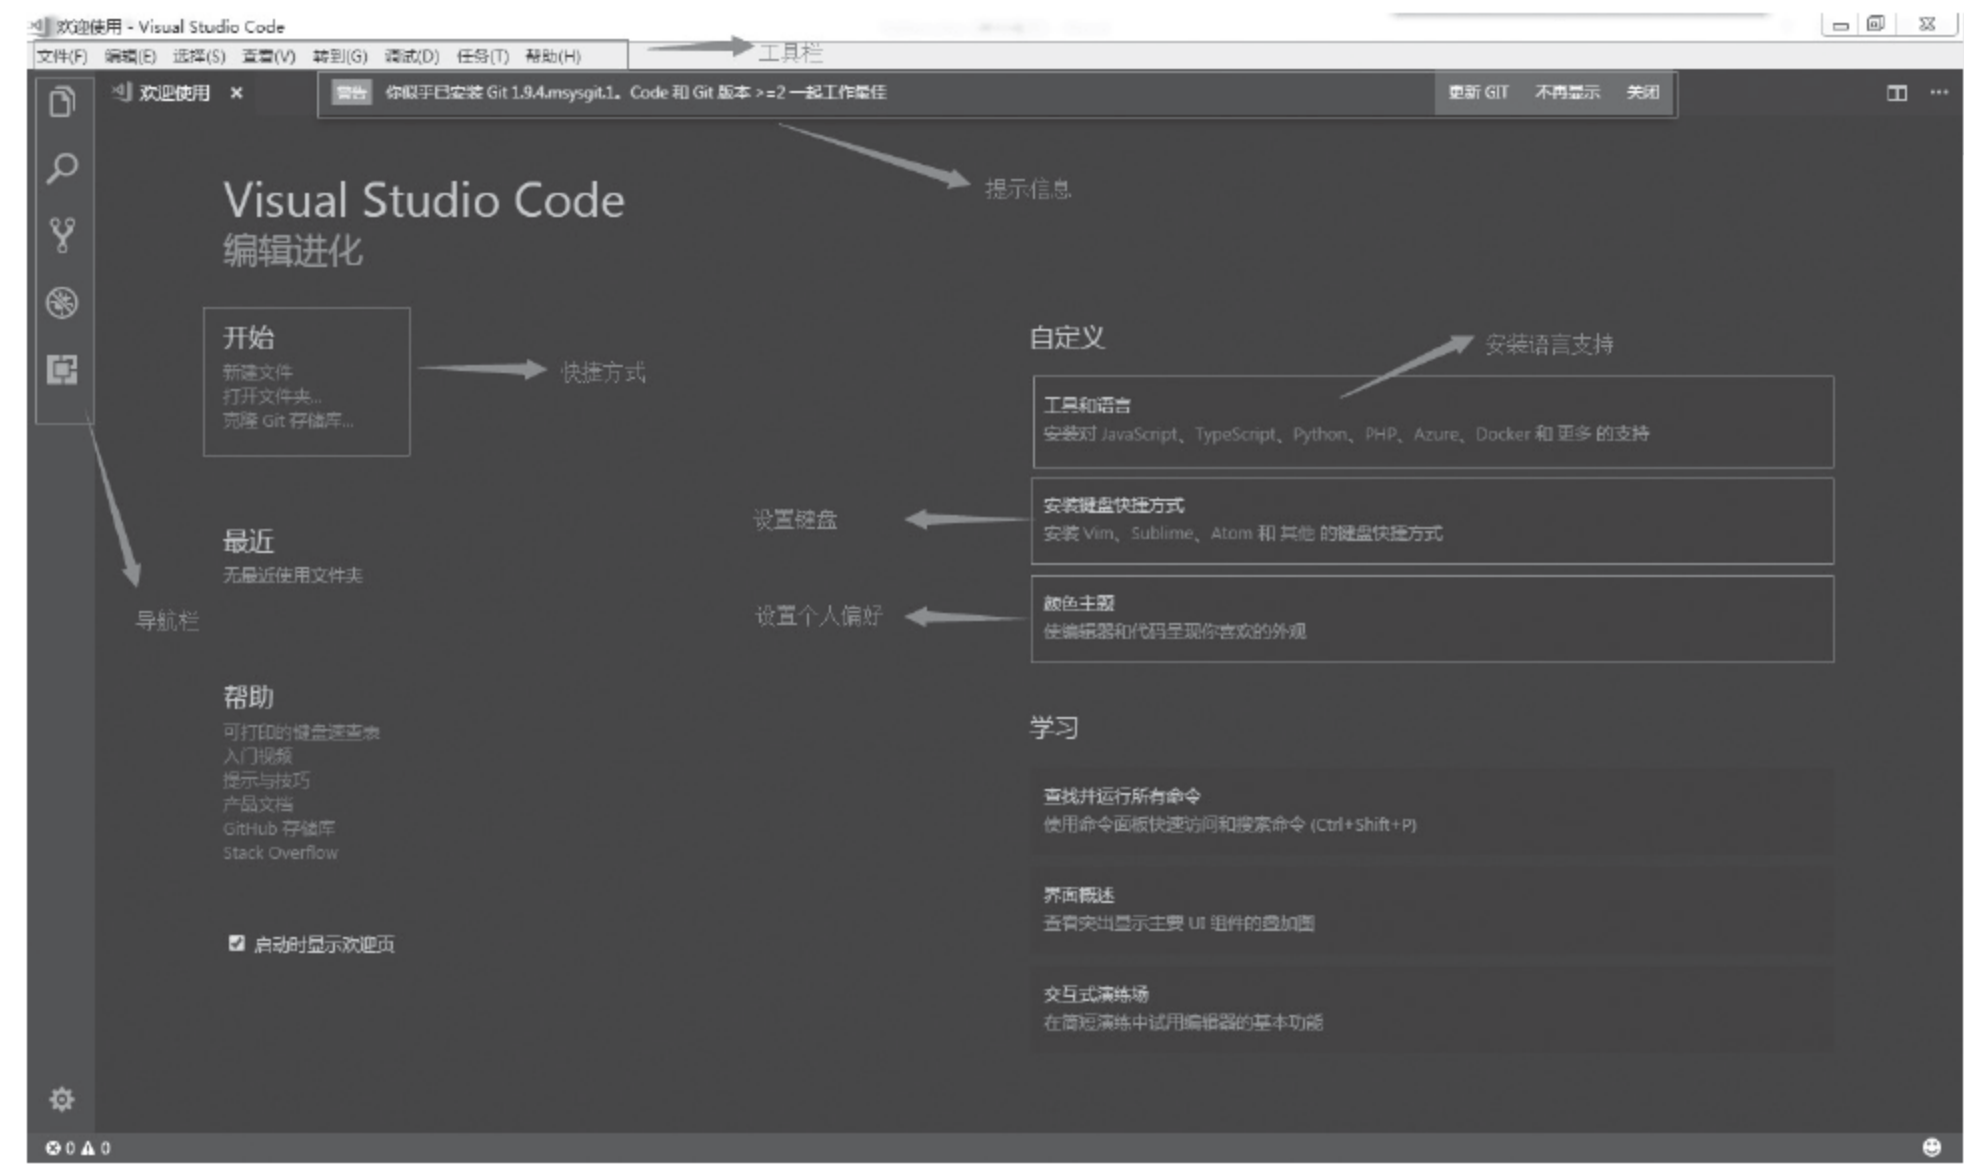 欢迎使用 - Visual Studio Code
文件(F) 编辑(E) 选择(S) 查看(V) 转到(G) 调试(D) 任务(T) 帮助(H)
工具栏
欢迎使用 ×
警告 你似乎已安装 Git 1.9.4.msysgit.1。Code 和 Git 版本 >=2 一起工作最佳
更新 GIT 不再显示 关闭
提示信息
Visual Studio Code
编辑进化
开始
新建文件
打开文件夹...
克隆 Git 存储库...
快捷方式
最近
无最近使用文件夹
导航栏
帮助
可打印的键盘速查表
入门视频
提示与技巧
产品文档
GitHub 存储库
Stack Overflow
启动时显示欢迎页
自定义
安装语言支持
工具和语言
安装对 JavaScript、TypeScript、Python、PHP、Azure、Docker 和 更多 的支持
设置键盘
安装键盘快捷方式
安装 Vim、Sublime、Atom 和 其他 的键盘快捷方式
设置个人偏好
颜色主题
使编辑器和代码呈现你喜欢的外观
学习
查找并运行所有命令
使用命令面板快速访问和搜索命令 (Ctrl+Shift+P)
界面概述
查看突出显示主要 UI 组件的叠加图
交互式演练场
在简短演练中试用编辑器的基本功能
0 0